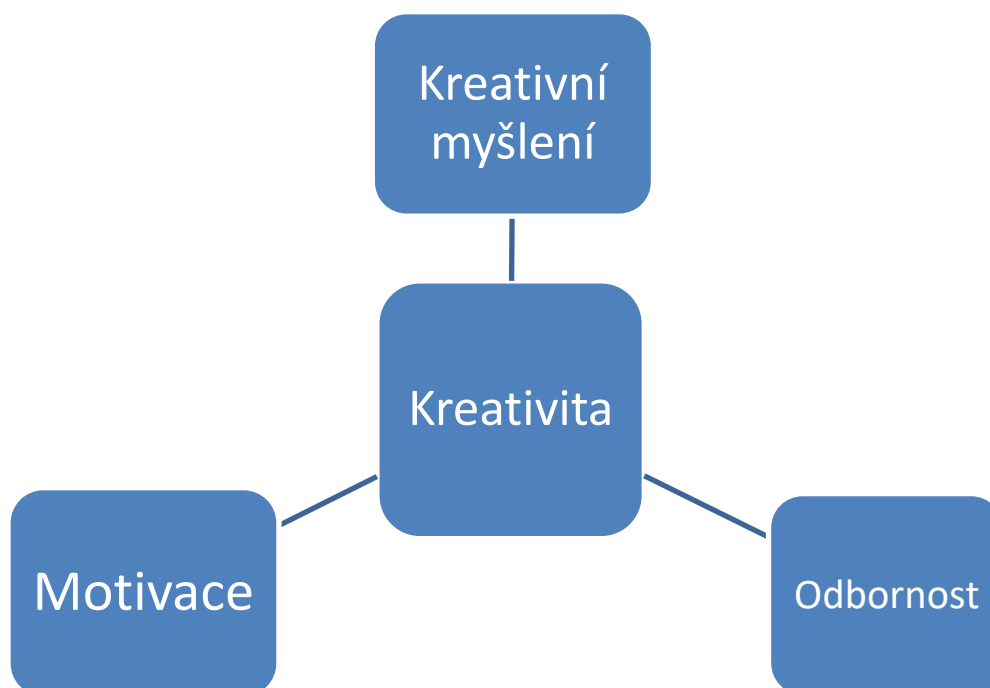 Kreativní
myšlení
Kreativita
Motivace
Odbornost